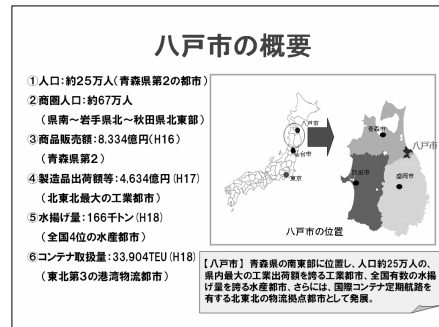 八戸市の概要
①人口：約25万人(青森県第2の都市)
②商圏人口：約67万人
(県南～岩手県北～秋田県北東部)
③商品販売額：8,334億円(H16)
(青森県第2)
④製造品出荷額等：4,634億円(H17)
(北東北最大の工業都市)
⑤水揚げ量：166千トン(H18)
(全国4位の水産都市)
⑥コンテナ取扱量：33,904TEU(H18)
(東北第3の港湾物流都市)
八戸市
仙台市
東京
青森市
八戸市
秋田市
盛岡市
八戸市の位置
【八戸市】 青森県の南東部に位置し、人口約25万人の、
県内最大の工業出荷額を誇る工業都市、全国有数の水揚
げ量を誇る水産都市、さらには、国際コンテナ定期航路を
有する北東北の物流拠点都市として発展。